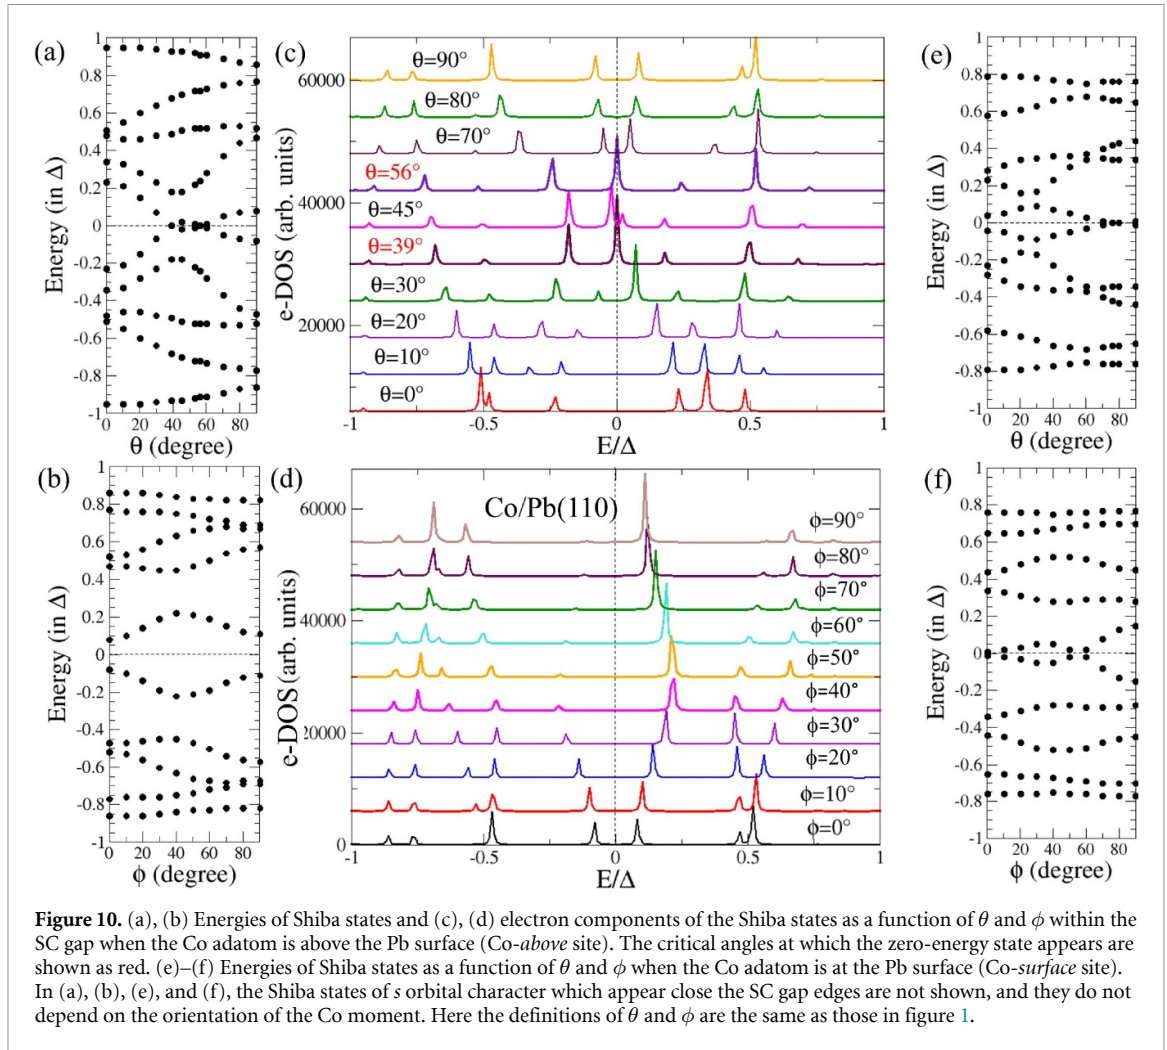 (a)
1
0.8
0.6
0.4
0.2
0
-0.2
-0.4
-0.6
-0.8
-1
Energy (in Δ)
0 20 40 60 80
θ (degree)
(c)
60000
40000
20000
e-DOS (arb. units)
θ=90°
θ=80°
θ=70°
θ=56°
θ=45°
θ=39°
θ=30°
θ=20°
θ=10°
θ=0°
-1 -0.5 0 0.5 1
E/Δ
(e)
1
0.8
0.6
0.4
0.2
0
-0.2
-0.4
-0.6
-0.8
-1
Energy (in Δ)
0 20 40 60 80
θ (degree)
(b)
1
0.8
0.6
0.4
0.2
0
-0.2
-0.4
-0.6
-0.8
-1
Energy (in Δ)
0 20 40 60 80
ϕ (degree)
(d)
60000
40000
20000
0
e-DOS (arb. units)
Co/Pb(110)
ϕ=90°
ϕ=80°
ϕ=70°
ϕ=60°
ϕ=50°
ϕ=40°
ϕ=30°
ϕ=20°
ϕ=10°
ϕ=0°
-1 -0.5 0 0.5 1
E/Δ
(f)
1
0.8
0.6
0.4
0.2
0
-0.2
-0.4
-0.6
-0.8
-1
Energy (in Δ)
0 20 40 60 80
ϕ (degree)
Figure 10. (a), (b) Energies of Shiba states and (c), (d) electron components of the Shiba states as a function of θ and ϕ within the
SC gap when the Co adatom is above the Pb surface (Co-above site). The critical angles at which the zero-energy state appears are
shown as red. (e)–(f) Energies of Shiba states as a function of θ and ϕ when the Co adatom is at the Pb surface (Co-surface site).
In (a), (b), (e), and (f), the Shiba states of s orbital character which appear close the SC gap edges are not shown, and they do not
depend on the orientation of the Co moment. Here the definitions of θ and ϕ are the same as those in figure 1.